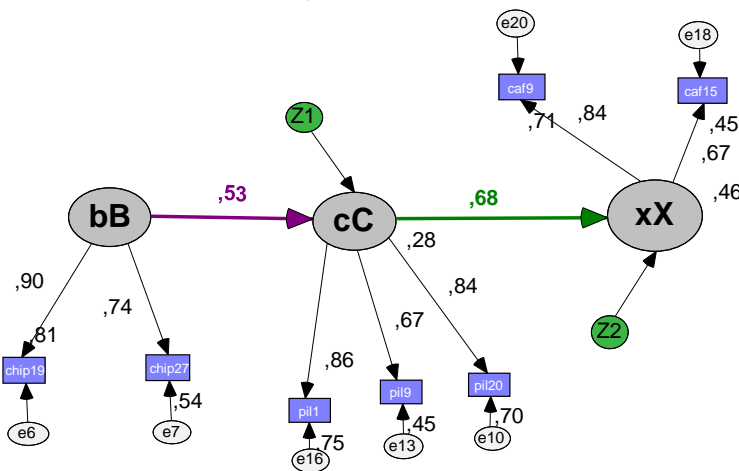 e20
e18
caf9
caf15
,71
,84
,45
,67
,46
Z1
bB
,53
cC
,68
xX
,28
,90
,74
,84
,67
,86
Z2
,81
chip19
chip27
,54
pil1
pil9
pil20
,75
,45
,70
e6
e7
e16
e13
e10